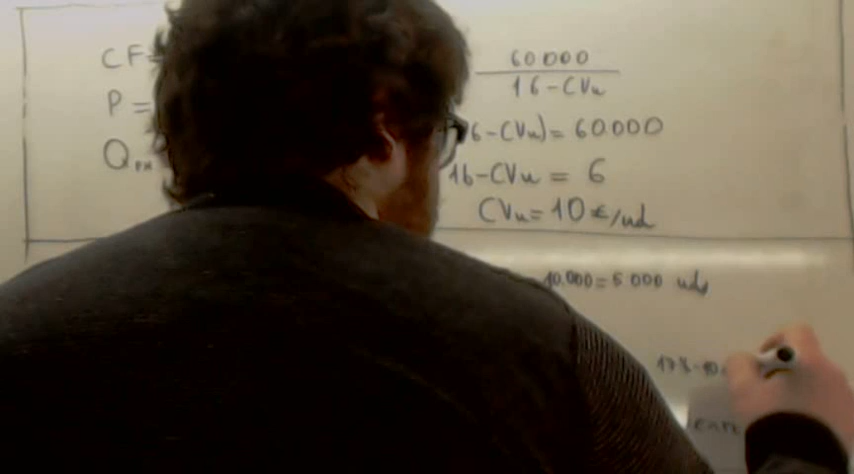 CF=
P=
Q
60.000
16-CVu
6-CVu)=60.000
16-CVu = 6
CVu=10€/ud
10.000=5.000 uds